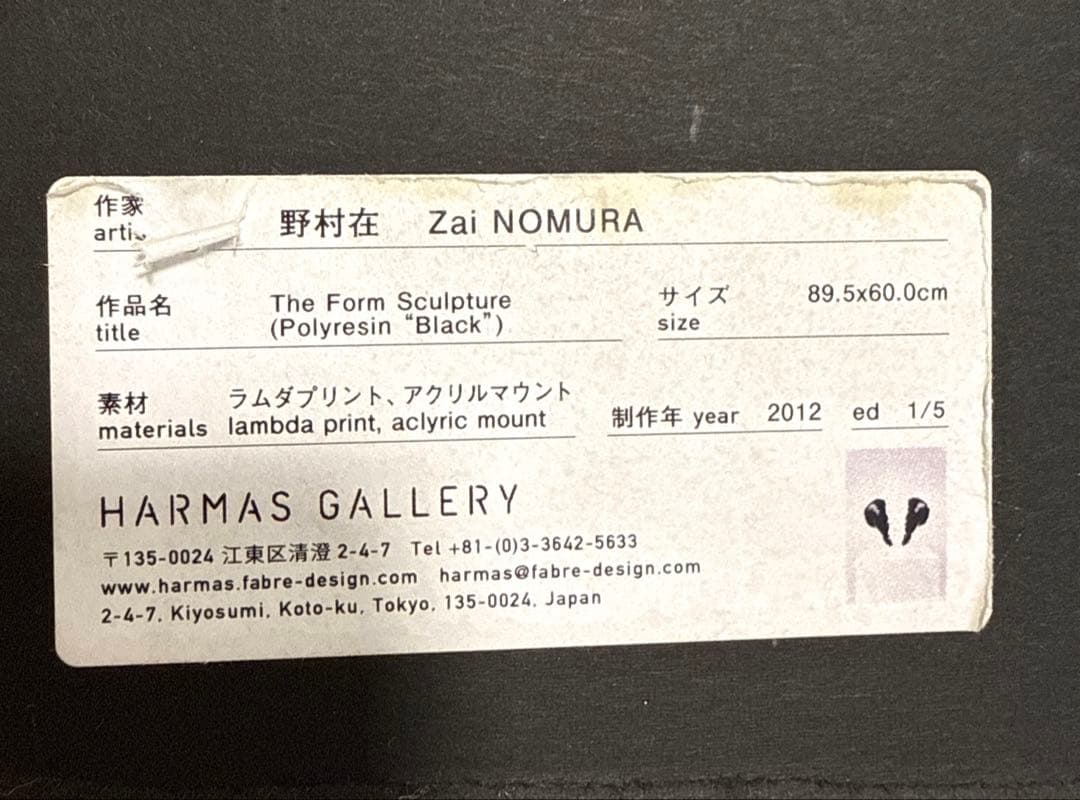 作家
野村在 Zai NOMURA
作品名 The Form Sculpture
title (Polyresin “Black”)
サイズ 89.5x60.0cm
size
素材 ラムダプリント、アクリルマウント
materials lambda print, aclyric mount
制作年 year 2012 ed 1/5
HARMAS GALLERY
〒135-0024 江東区清澄 2-4-7 Tel +81-(0)3-3642-5633
www.harmas.fabre-design.com harmas@fabre-design.com
2-4-7, Kiyosumi, Koto-ku, Tokyo, 135-0024, Japan